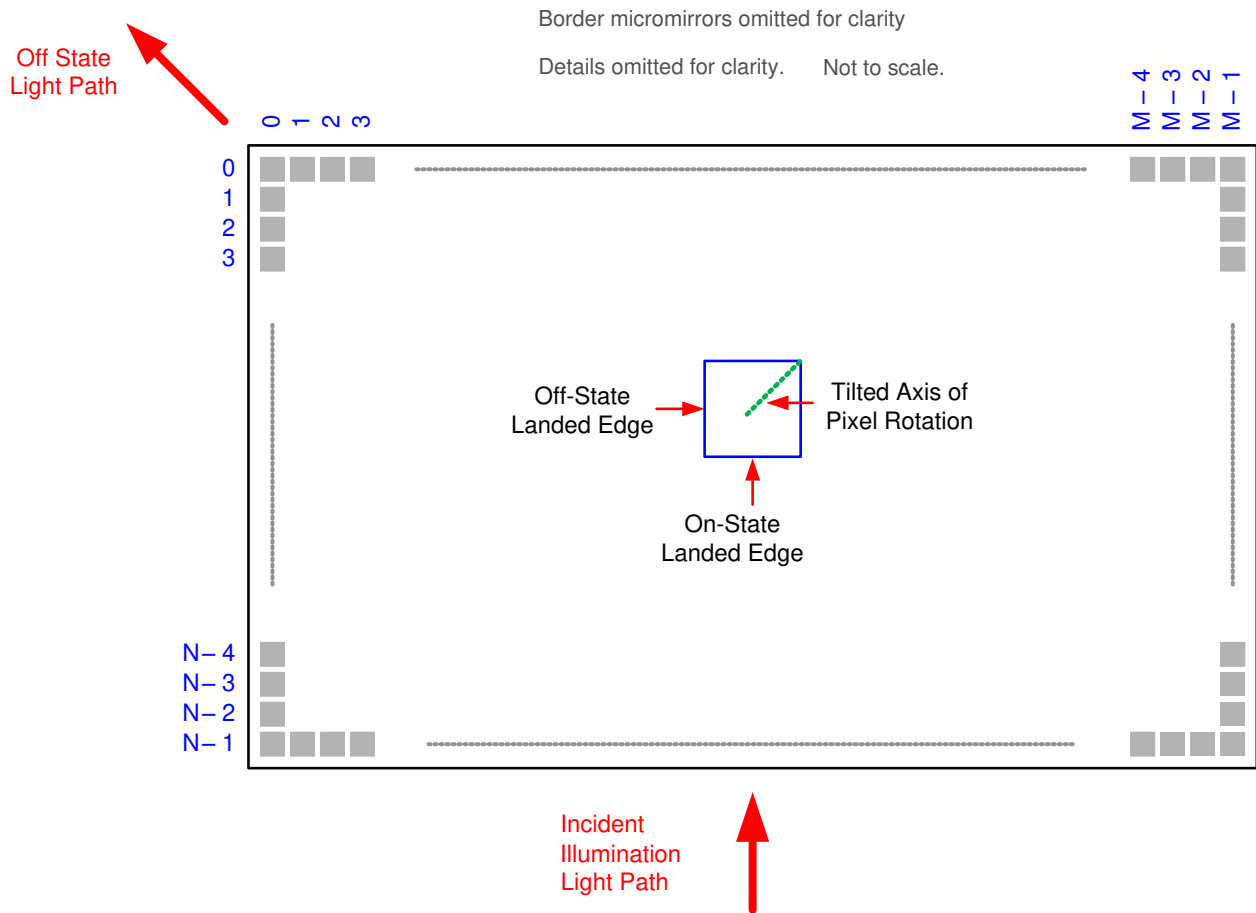 Border micromirrors omitted for clarity
Off State
Light Path
Details omitted for clarity. Not to scale.
0
1
2
3
M – 4
M – 3
M – 2
M – 1
0
1
2
3
Off-State
Landed Edge
Tilted Axis of
Pixel Rotation
On-State
Landed Edge
N – 4
N – 3
N – 2
N – 1
Incident
Illumination
Light Path